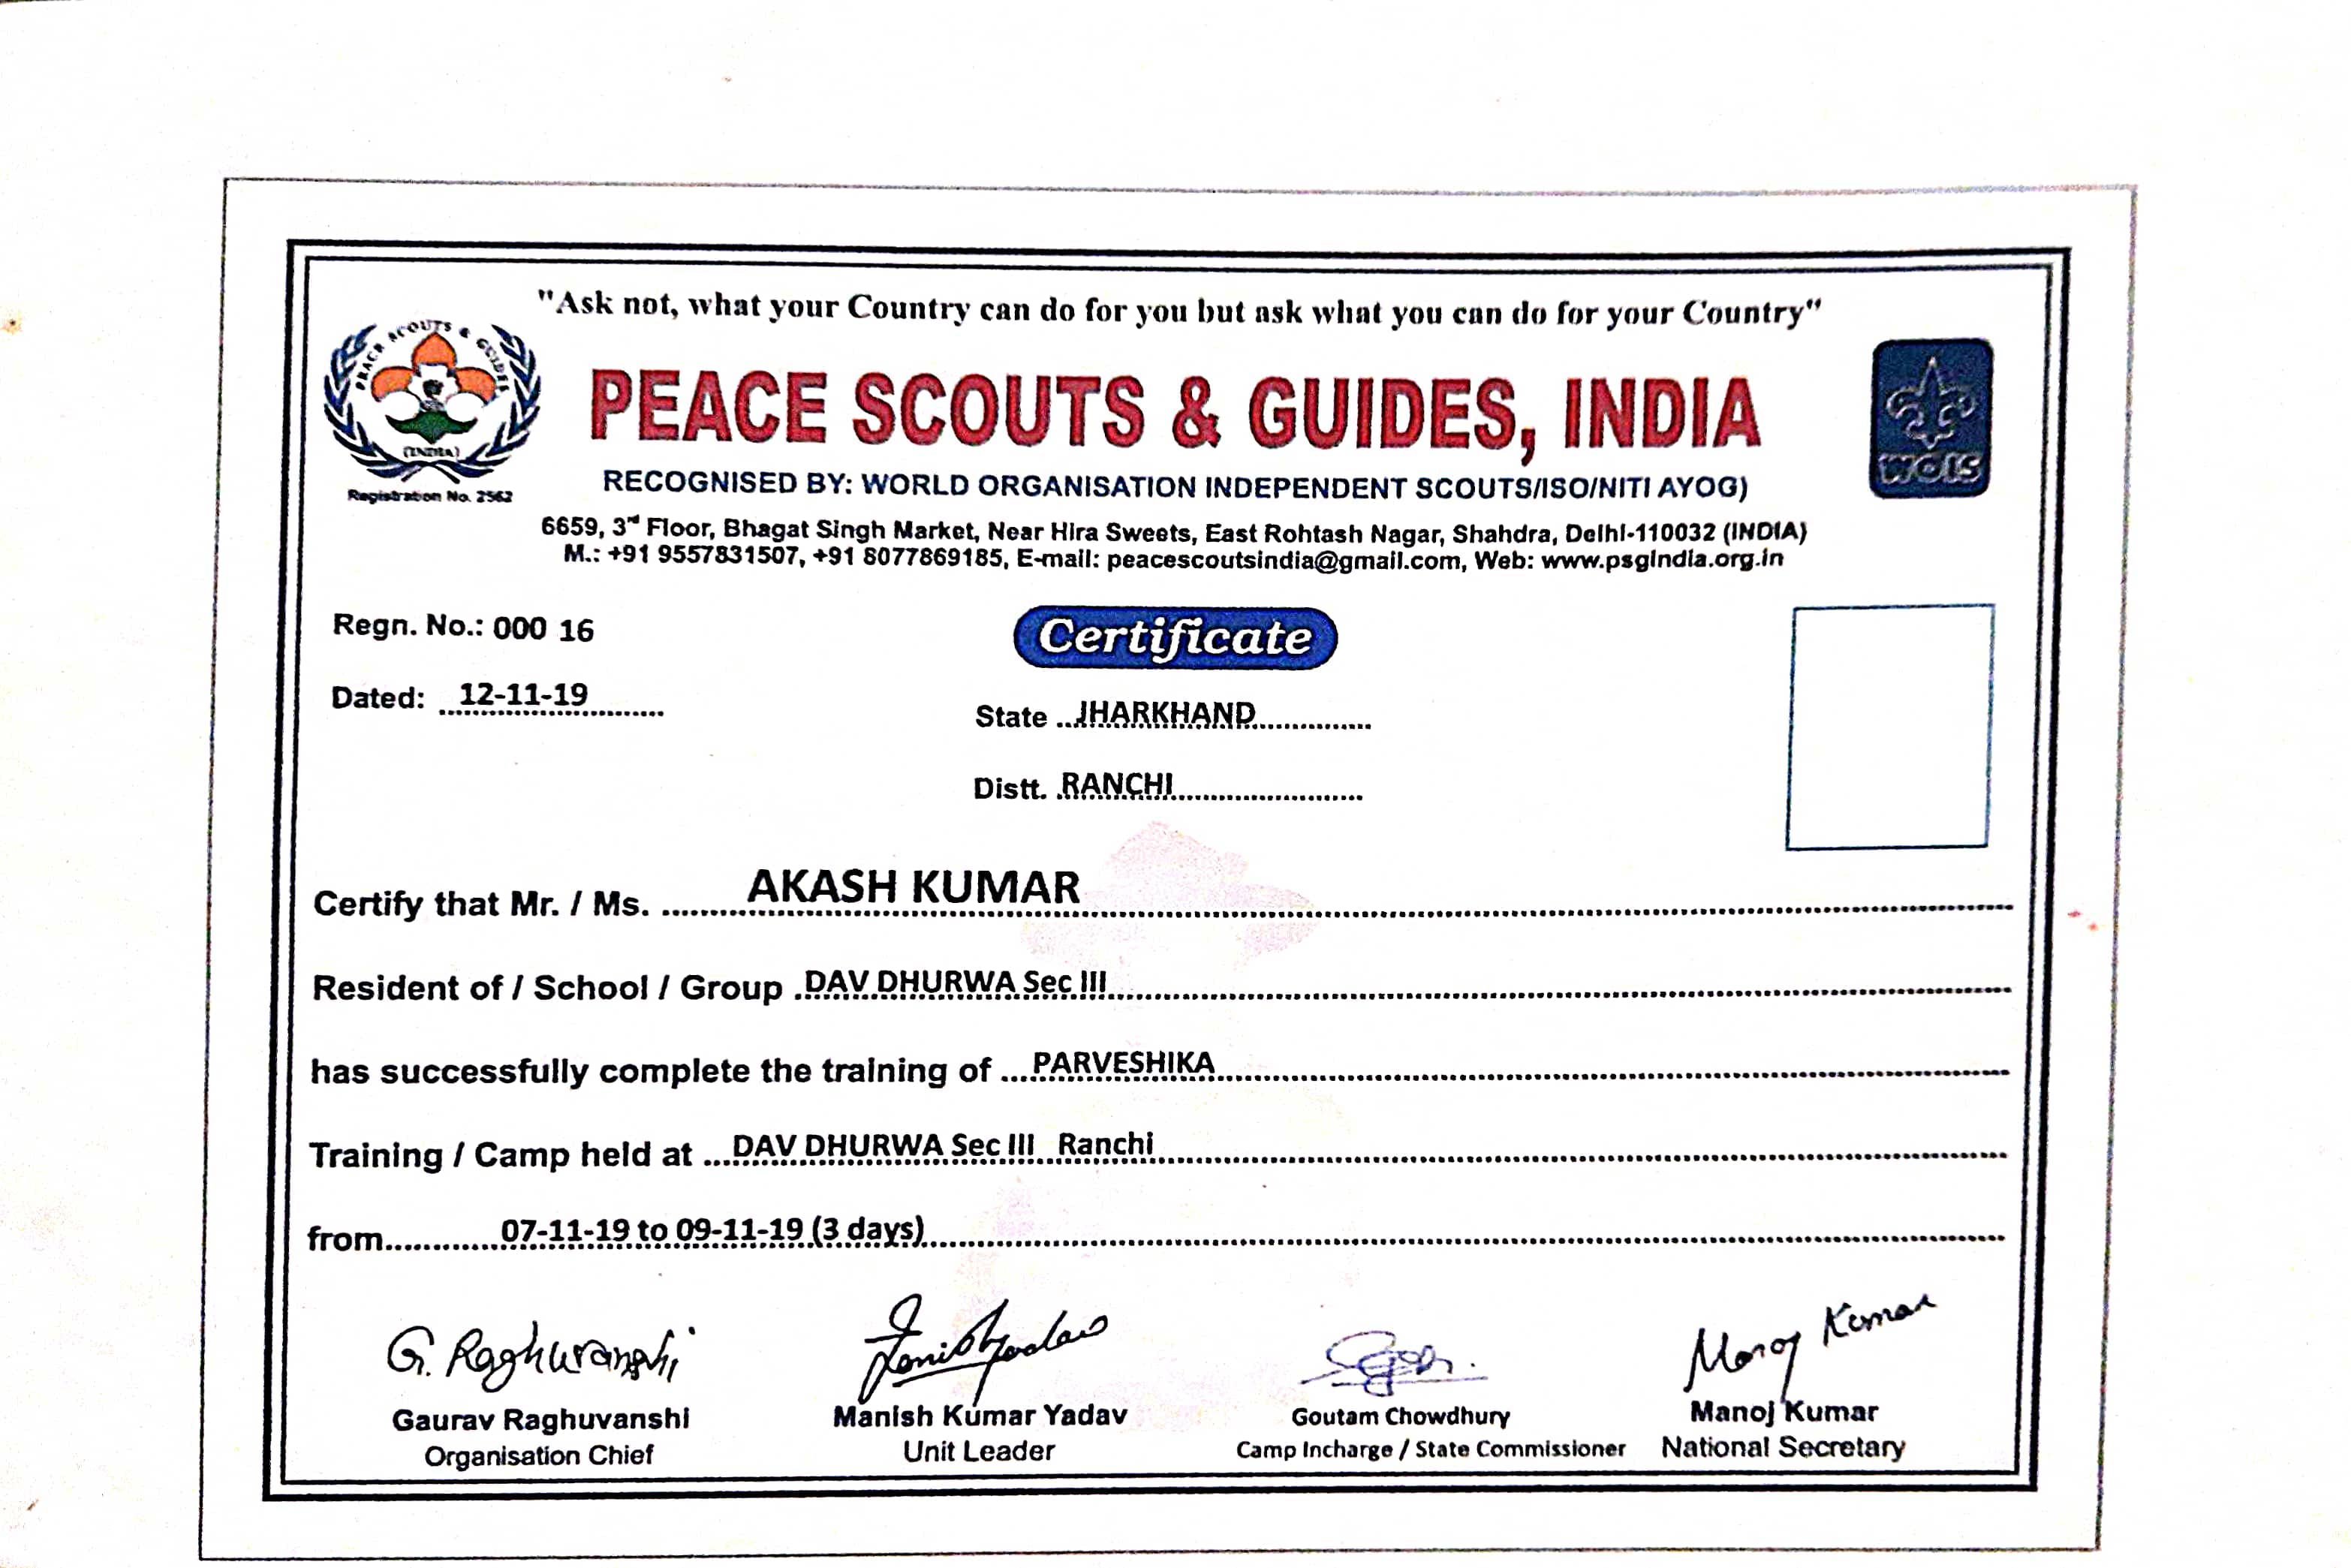 "Ask not, what your Country can do for you but ask what you can do for your Country"
PEACE SCOUTS & GUIDES
(INDIA)
Registration No. 2562
PEACE SCOUTS & GUIDES, INDIA
WOIS
RECOGNISED BY: WORLD ORGANISATION INDEPENDENT SCOUTS/ISO/NITI AYOG)
6659, 3rd Floor, Bhagat Singh Market, Near Hira Sweets, East Rohtash Nagar, Shahdra, Delhi-110032 (INDIA)
M.: +91 9557831507, +91 8077869185, E-mail: peacescoutsindia@gmail.com, Web: www.psgindia.org.in
Regn. No.: 000 16
Certificate
Dated: 12-11-19
State JHARKHAND
Distt. RANCHI
Certify that Mr. / Ms. AKASH KUMAR
Resident of / School / Group DAV DHURWA Sec III
has successfully complete the training of PARVESHIKA
Training / Camp held at DAV DHURWA Sec III Ranchi
from 07-11-19 to 09-11-19 (3 days)
G. Raghuvanshi
Manoj Kumar
Gaurav Raghuvanshi
Organisation Chief
Manish Kumar Yadav
Unit Leader
Goutam Chowdhury
Camp Incharge / State Commissioner
Manoj Kumar
National Secretary